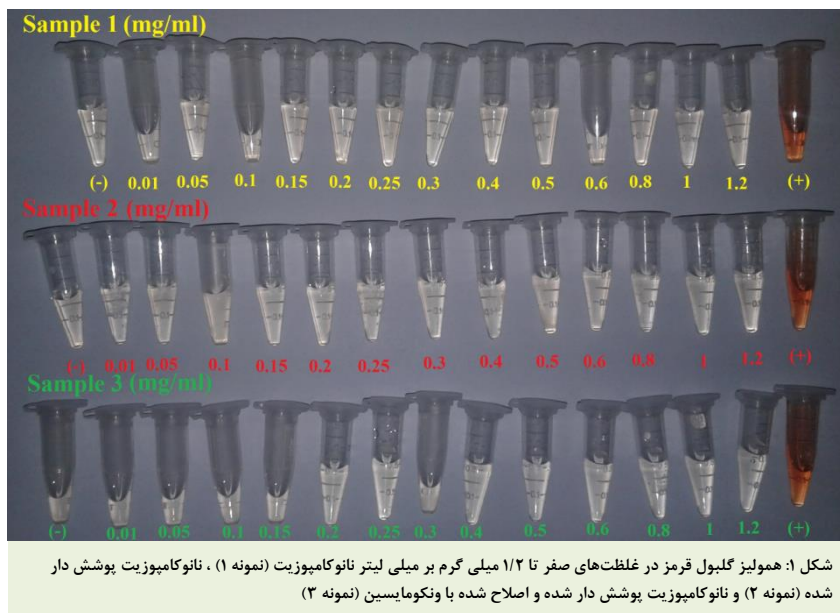 Sample 1 (mg/ml)
(-) 0.01 0.05 0.1 0.15 0.2 0.25 0.3 0.4 0.5 0.6 0.8 1 1.2 (+)
Sample 2 (mg/ml)
(-) 0.01 0.05 0.1 0.15 0.2 0.25 0.3 0.4 0.5 0.6 0.8 1 1.2 (+)
Sample 3 (mg/ml)
(-) 0.01 0.05 0.1 0.15 0.2 0.25 0.3 0.4 0.5 0.6 0.8 1 1.2 (+)
شکل ۱: همولیز گلبول قرمز در غلظت‌های صفر تا ۱/۲ میلی گرم بر میلی لیتر نانوکامپوزیت (نمونه ۱) ، نانوکامپوزیت پوشش دار
شده (نمونه ۲) و نانوکامپوزیت پوشش دار شده و اصلاح شده با ونکومایسین (نمونه ۳)